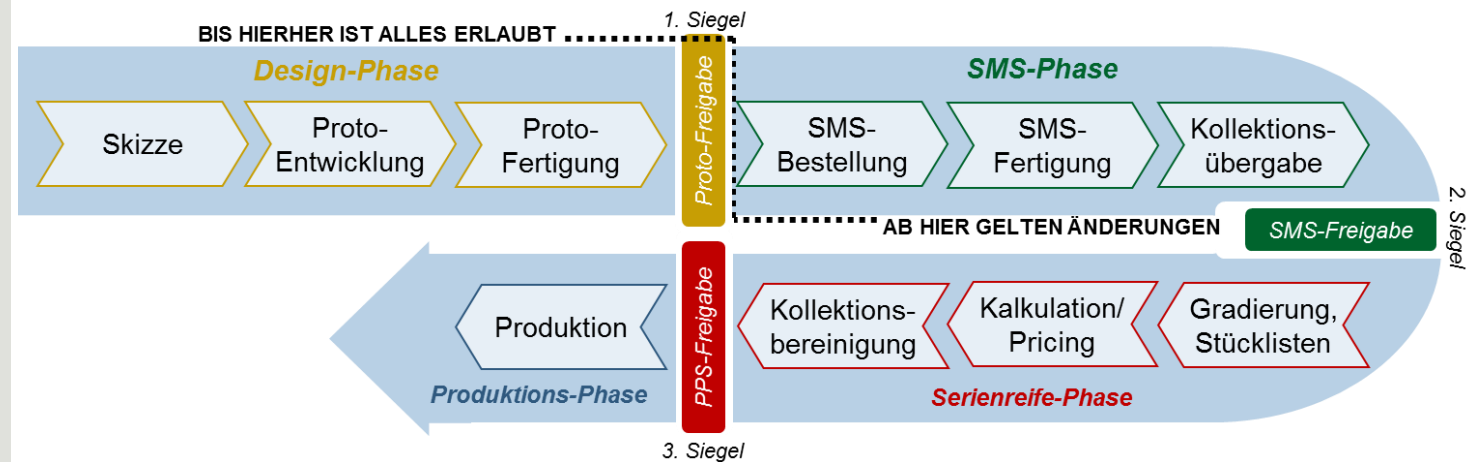 1. Siegel
BIS HIERHER IST ALLES ERLAUBT
Design-Phase
Skizze
Proto-
Entwicklung
Proto-
Fertigung
Proto-Freigabe
SMS-Phase
SMS-
Bestellung
SMS-
Fertigung
Kollektions-
übergabe
AB HIER GELTEN ÄNDERUNGEN
SMS-Freigabe
2. Siegel
Gradierung,
Stücklisten
Kalkulation/
Pricing
Kollektions-
bereinigung
Serienreife-Phase
PPS-Freigabe
3. Siegel
Produktion
Produktions-Phase